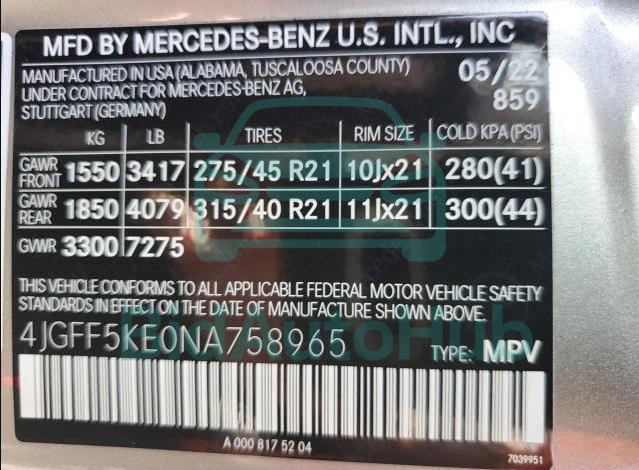 MFD BY MERCEDES-BENZ U.S. INTL., INC
MANUFACTURED IN USA (ALABAMA, TUSCALOOSA COUNTY) 05/22
UNDER CONTRACT FOR MERCEDES-BENZ AG, 859
STUTTGART (GERMANY)
KG LB TIRES RIM SIZE COLD KPA(PSI)
GAWR FRONT 1550 3417 275/45 R21 10Jx21 280(41)
GAWR REAR 1850 4079 315/40 R21 11Jx21 300(44)
GVWR 3300 7275
THIS VEHICLE CONFORMS TO ALL APPLICABLE FEDERAL MOTOR VEHICLE SAFETY
STANDARDS IN EFFECT ON THE DATE OF MANUFACTURE SHOWN ABOVE.
4JGFF5KE0NA758965 TYPE: MPV
BidAutoHub
A 000 817 52 04
7039951